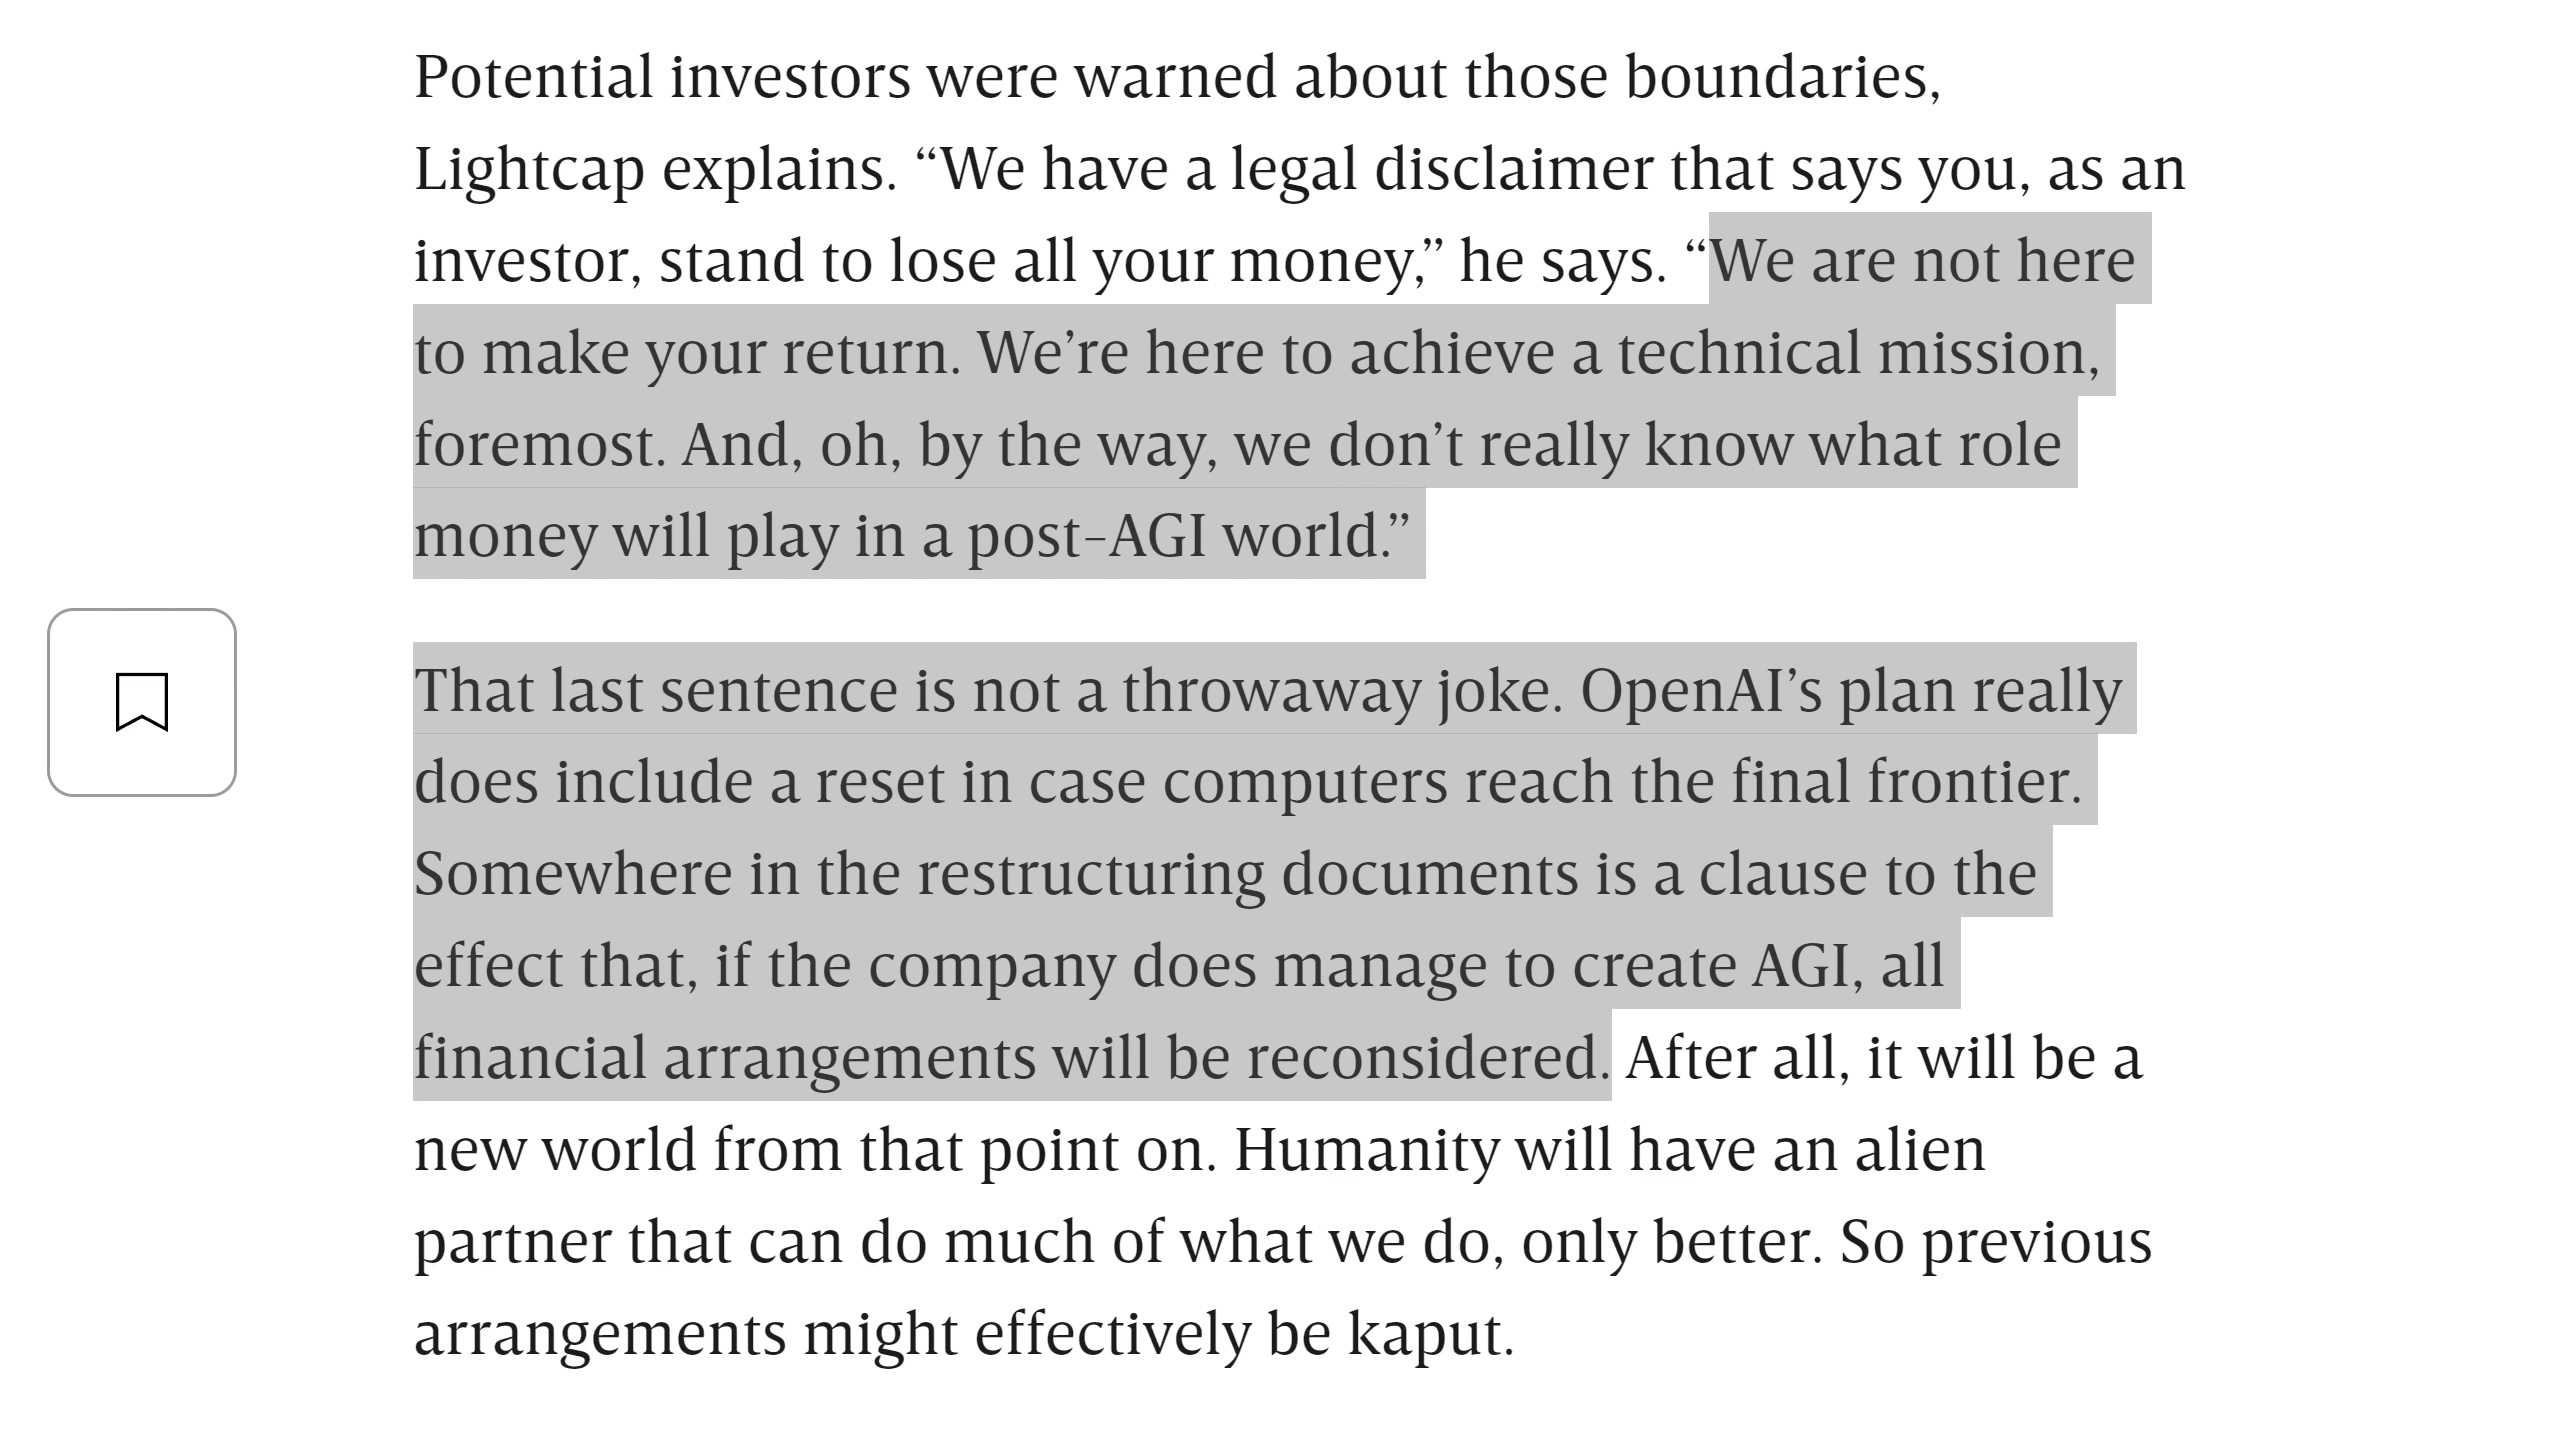 Potential investors were warned about those boundaries,
Lightcap explains. “We have a legal disclaimer that says you, as an
investor, stand to lose all your money,” he says. “We are not here
to make your return. We’re here to achieve a technical mission,
foremost. And, oh, by the way, we don’t really know what role
money will play in a post-AGI world.”
That last sentence is not a throwaway joke. OpenAI’s plan really
does include a reset in case computers reach the final frontier.
Somewhere in the restructuring documents is a clause to the
effect that, if the company does manage to create AGI, all
financial arrangements will be reconsidered. After all, it will be a
new world from that point on. Humanity will have an alien
partner that can do much of what we do, only better. So previous
arrangements might effectively be kaput.